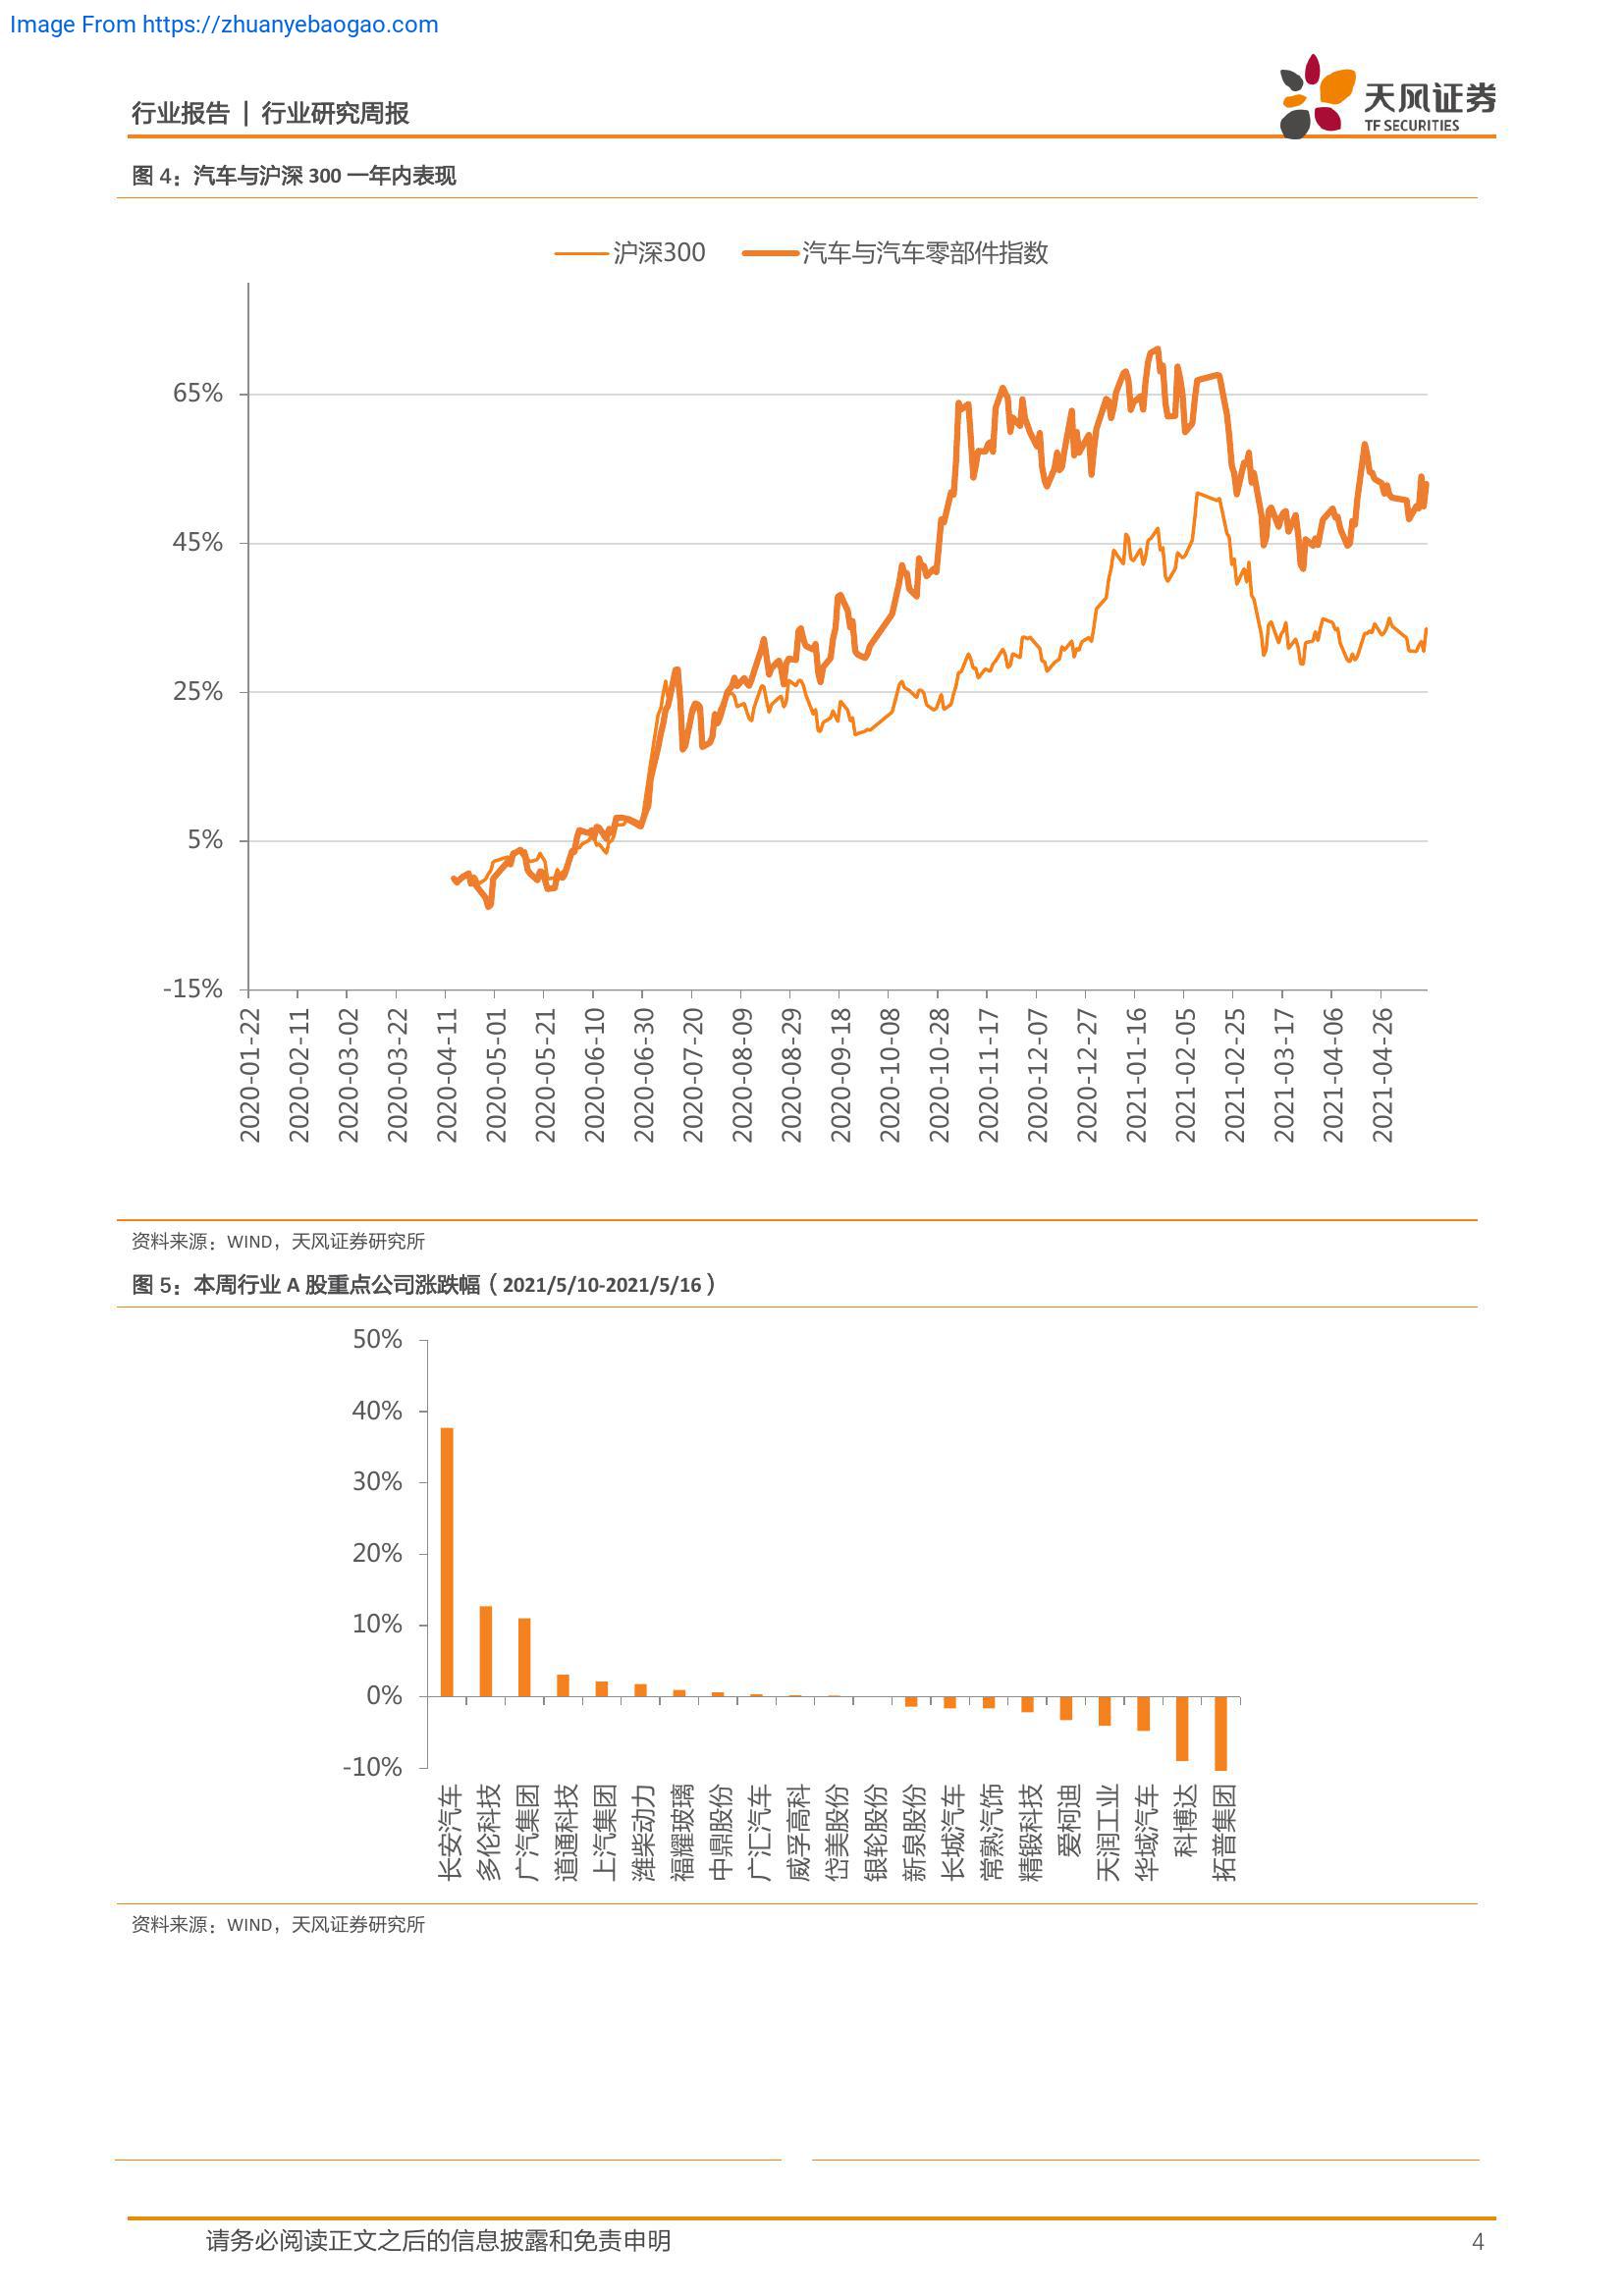 Image From https://zhuanyebaogao.com
行业报告 | 行业研究周报
天风证券
TF SECURITIES
图 4：汽车与沪深 300 一年内表现
沪深300 汽车与汽车零部件指数
65%
45%
25%
5%
-15%
2020-01-22
2020-02-11
2020-03-02
2020-03-22
2020-04-11
2020-05-01
2020-05-21
2020-06-10
2020-06-30
2020-07-20
2020-08-09
2020-08-29
2020-09-18
2020-10-08
2020-10-28
2020-11-17
2020-12-07
2020-12-27
2021-01-16
2021-02-05
2021-02-25
2021-03-17
2021-04-06
2021-04-26
资料来源：WIND，天风证券研究所
图 5：本周行业 A 股重点公司涨跌幅（2021/5/10-2021/5/16）
50%
40%
30%
20%
10%
0%
-10%
长安汽车
多伦科技
广汽集团
道通科技
上汽集团
潍柴动力
福耀玻璃
中鼎股份
广汇汽车
威孚高科
岱美股份
银轮股份
新泉股份
长城汽车
常熟汽饰
精锻科技
爱柯迪
天润工业
华域汽车
科博达
拓普集团
资料来源：WIND，天风证券研究所
请务必阅读正文之后的信息披露和免责申明
4